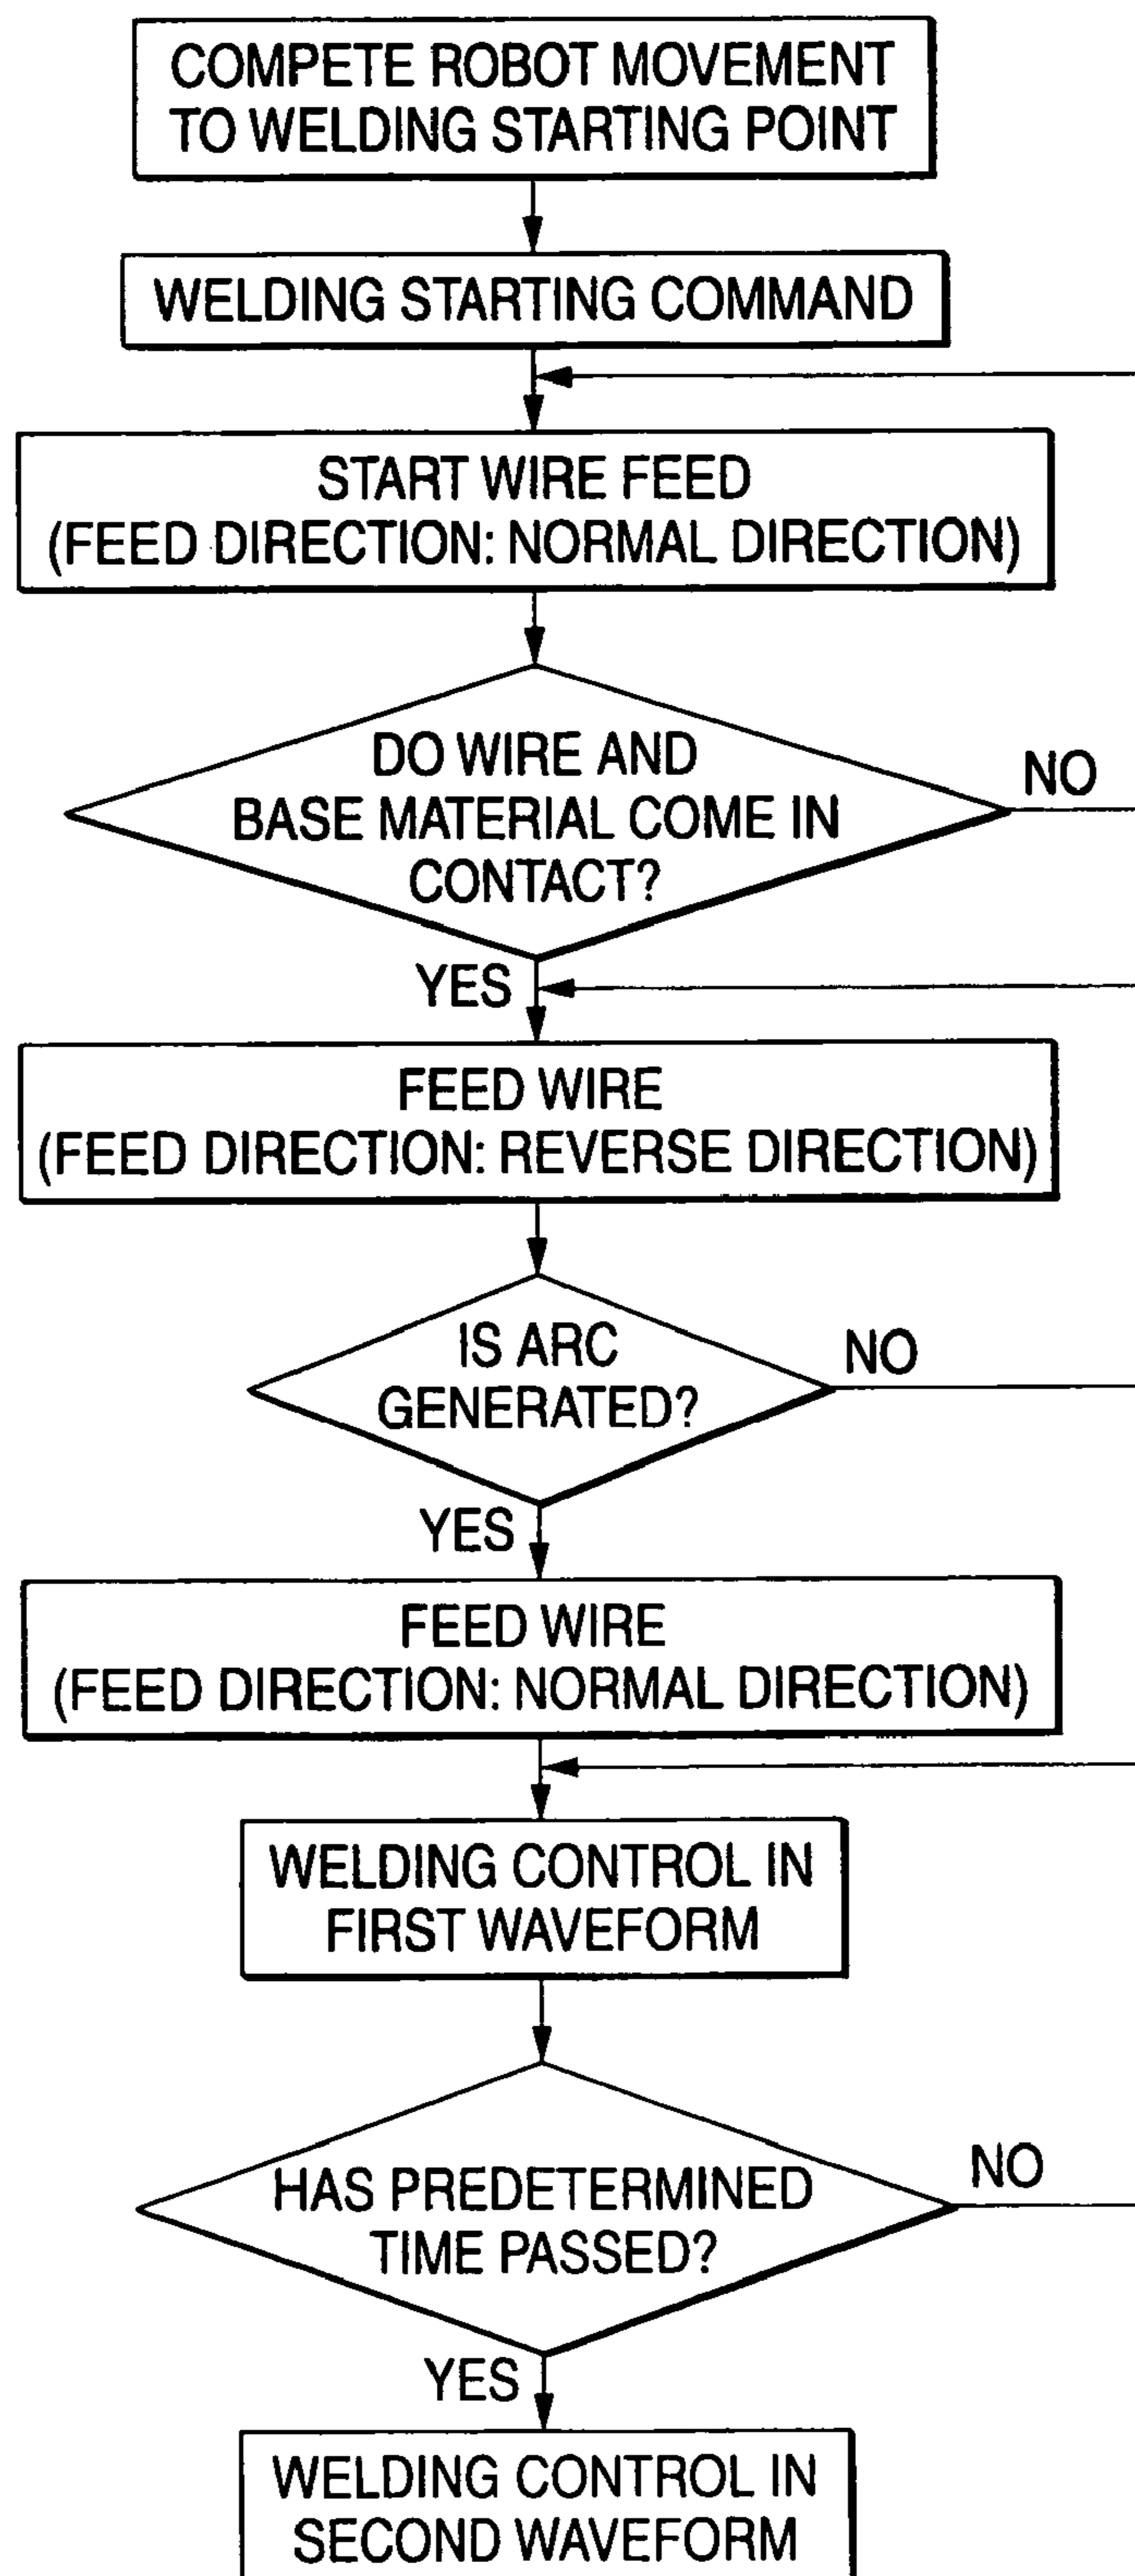 COMPETE ROBOT MOVEMENT
TO WELDING STARTING POINT
WELDING STARTING COMMAND
START WIRE FEED
(FEED DIRECTION: NORMAL DIRECTION)
DO WIRE AND
BASE MATERIAL COME IN
CONTACT?
NO
YES
FEED WIRE
(FEED DIRECTION: REVERSE DIRECTION)
IS ARC
GENERATED?
NO
YES
FEED WIRE
(FEED DIRECTION: NORMAL DIRECTION)
WELDING CONTROL IN
FIRST WAVEFORM
HAS PREDETERMINED
TIME PASSED?
NO
YES
WELDING CONTROL IN
SECOND WAVEFORM